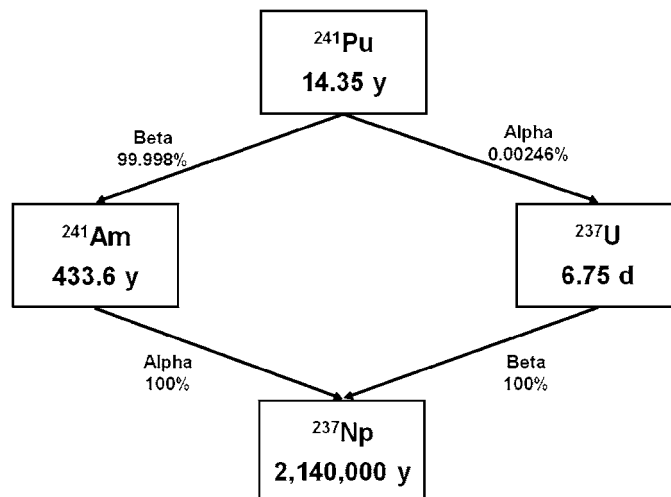 ²⁴¹Pu
14.35 y
Beta
99.998%
Alpha
0.00246%
²⁴¹Am
433.6 y
²³⁷U
6.75 d
Alpha
100%
Beta
100%
²³⁷Np
2,140,000 y